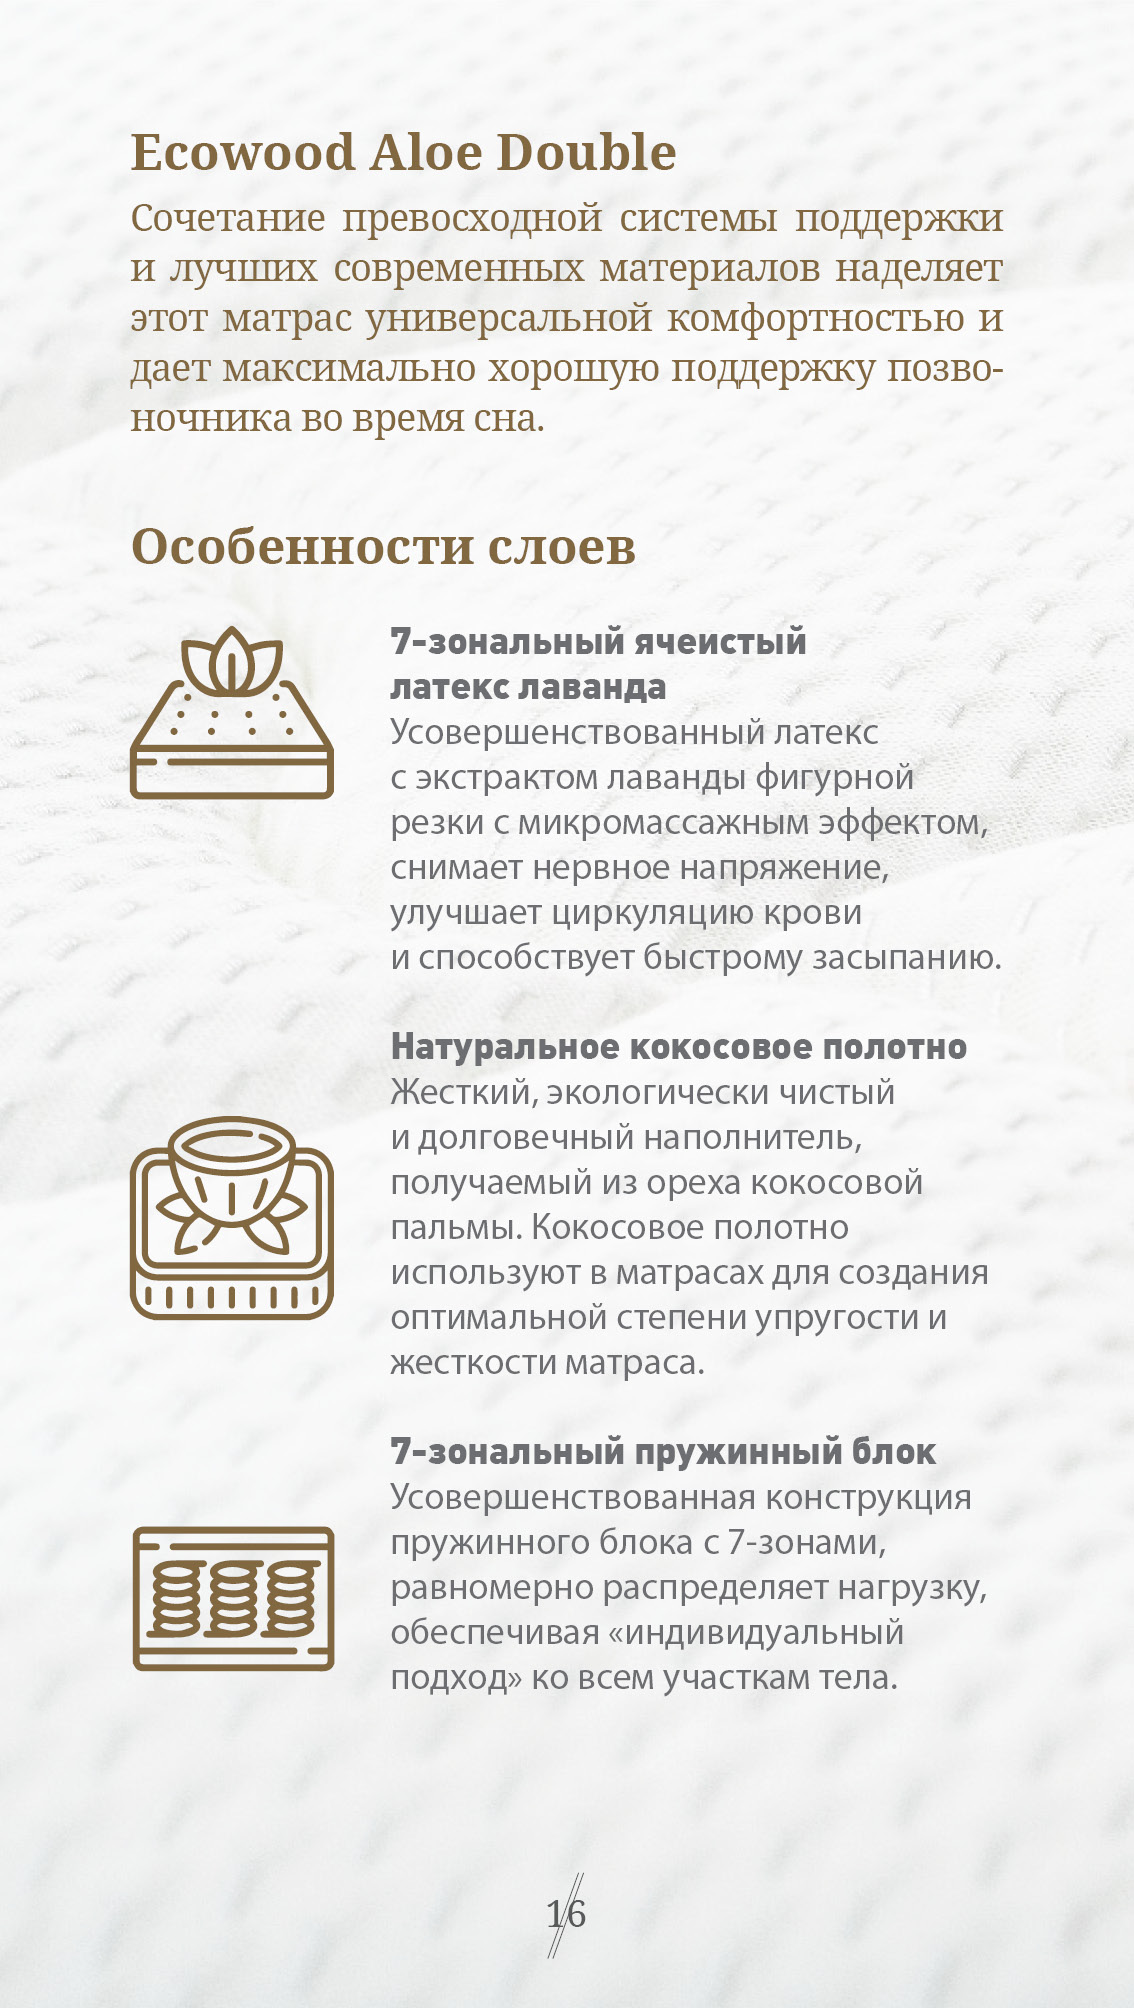 Ecowood Aloe Double
Сочетание превосходной системы поддержки
и лучших современных материалов наделяет
этот матрас универсальной комфортностью и
дает максимально хорошую поддержку позво-
ночника во время сна.
Особенности слоев
7-зональный ячеистый
латекс лаванда
Усовершенствованный латекс
с экстрактом лаванды фигурной
резки с микромассажным эффектом,
снимает нервное напряжение,
улучшает циркуляцию крови
и способствует быстрому засыпанию.
Натуральное кокосовое полотно
Жесткий, экологически чистый
и долговечный наполнитель,
получаемый из ореха кокосовой
пальмы. Кокосовое полотно
используют в матрасах для создания
оптимальной степени упругости и
жесткости матраса.
7-зональный пружинный блок
Усовершенствованная конструкция
пружинного блока с 7-зонами,
равномерно распределяет нагрузку,
обеспечивая «индивидуальный
подход» ко всем участкам тела.
16